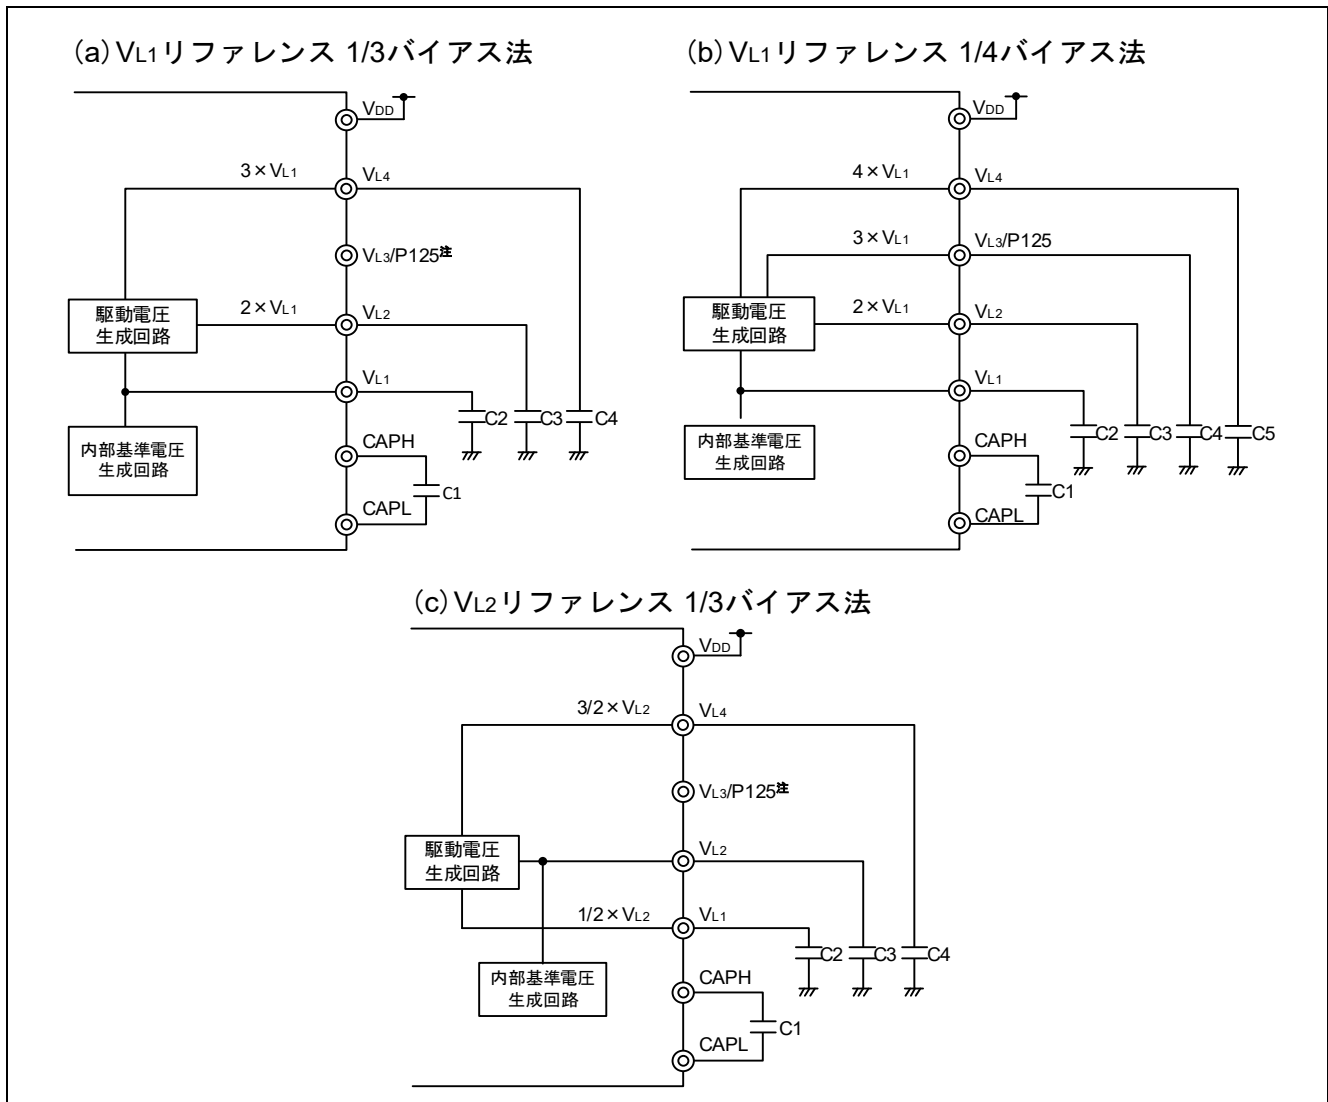 (a) VL1リファレンス 1/3バイアス法
VDD
3×VL1
VL4
VL3/P125注
駆動電圧
生成回路
2×VL1
VL2
VL1
内部基準電圧
生成回路
CAPH
CAPL
C1
C2
C3
C4
(b) VL1リファレンス 1/4バイアス法
VDD
4×VL1
VL4
3×VL1
VL3/P125
駆動電圧
生成回路
2×VL1
VL2
VL1
内部基準電圧
生成回路
CAPH
CAPL
C1
C2
C3
C4
C5
(c) VL2リファレンス 1/3バイアス法
VDD
3/2×VL2
VL4
VL3/P125注
駆動電圧
生成回路
VL2
1/2×VL2
VL1
内部基準電圧
生成回路
CAPH
CAPL
C1
C2
C3
C4